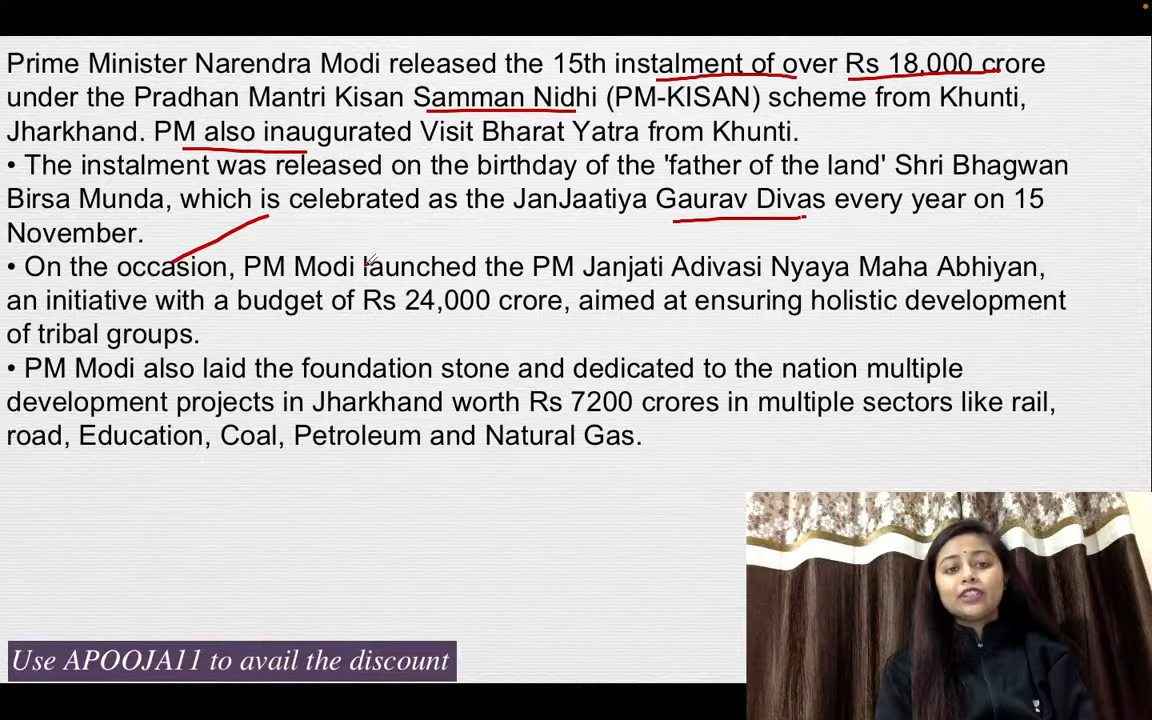 Prime Minister Narendra Modi released the 15th instalment of over Rs 18,000 crore
under the Pradhan Mantri Kisan Samman Nidhi (PM-KISAN) scheme from Khunti,
Jharkhand. PM also inaugurated Visit Bharat Yatra from Khunti.
• The instalment was released on the birthday of the 'father of the land' Shri Bhagwan
Birsa Munda, which is celebrated as the JanJaatiya Gaurav Divas every year on 15
November.
• On the occasion, PM Modi launched the PM Janjati Adivasi Nyaya Maha Abhiyan,
an initiative with a budget of Rs 24,000 crore, aimed at ensuring holistic development
of tribal groups.
• PM Modi also laid the foundation stone and dedicated to the nation multiple
development projects in Jharkhand worth Rs 7200 crores in multiple sectors like rail,
road, Education, Coal, Petroleum and Natural Gas.
Use APOOJA11 to avail the discount